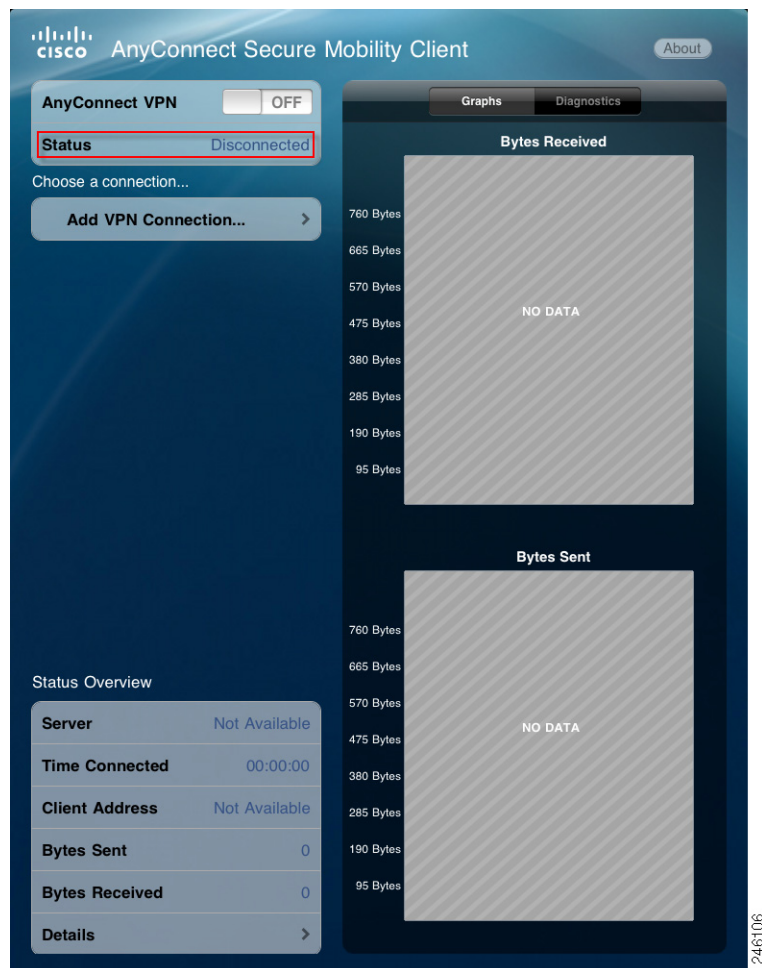 cisco AnyConnect Secure Mobility Client
About
AnyConnect VPN OFF
Status Disconnected
Choose a connection...
Add VPN Connection...
Status Overview
Server Not Available
Time Connected 00:00:00
Client Address Not Available
Bytes Sent 0
Bytes Received 0
Details
Graphs Diagnostics
Bytes Received
760 Bytes
665 Bytes
570 Bytes
NO DATA
475 Bytes
380 Bytes
285 Bytes
190 Bytes
95 Bytes
Bytes Sent
760 Bytes
665 Bytes
570 Bytes
NO DATA
475 Bytes
380 Bytes
285 Bytes
190 Bytes
95 Bytes
246106